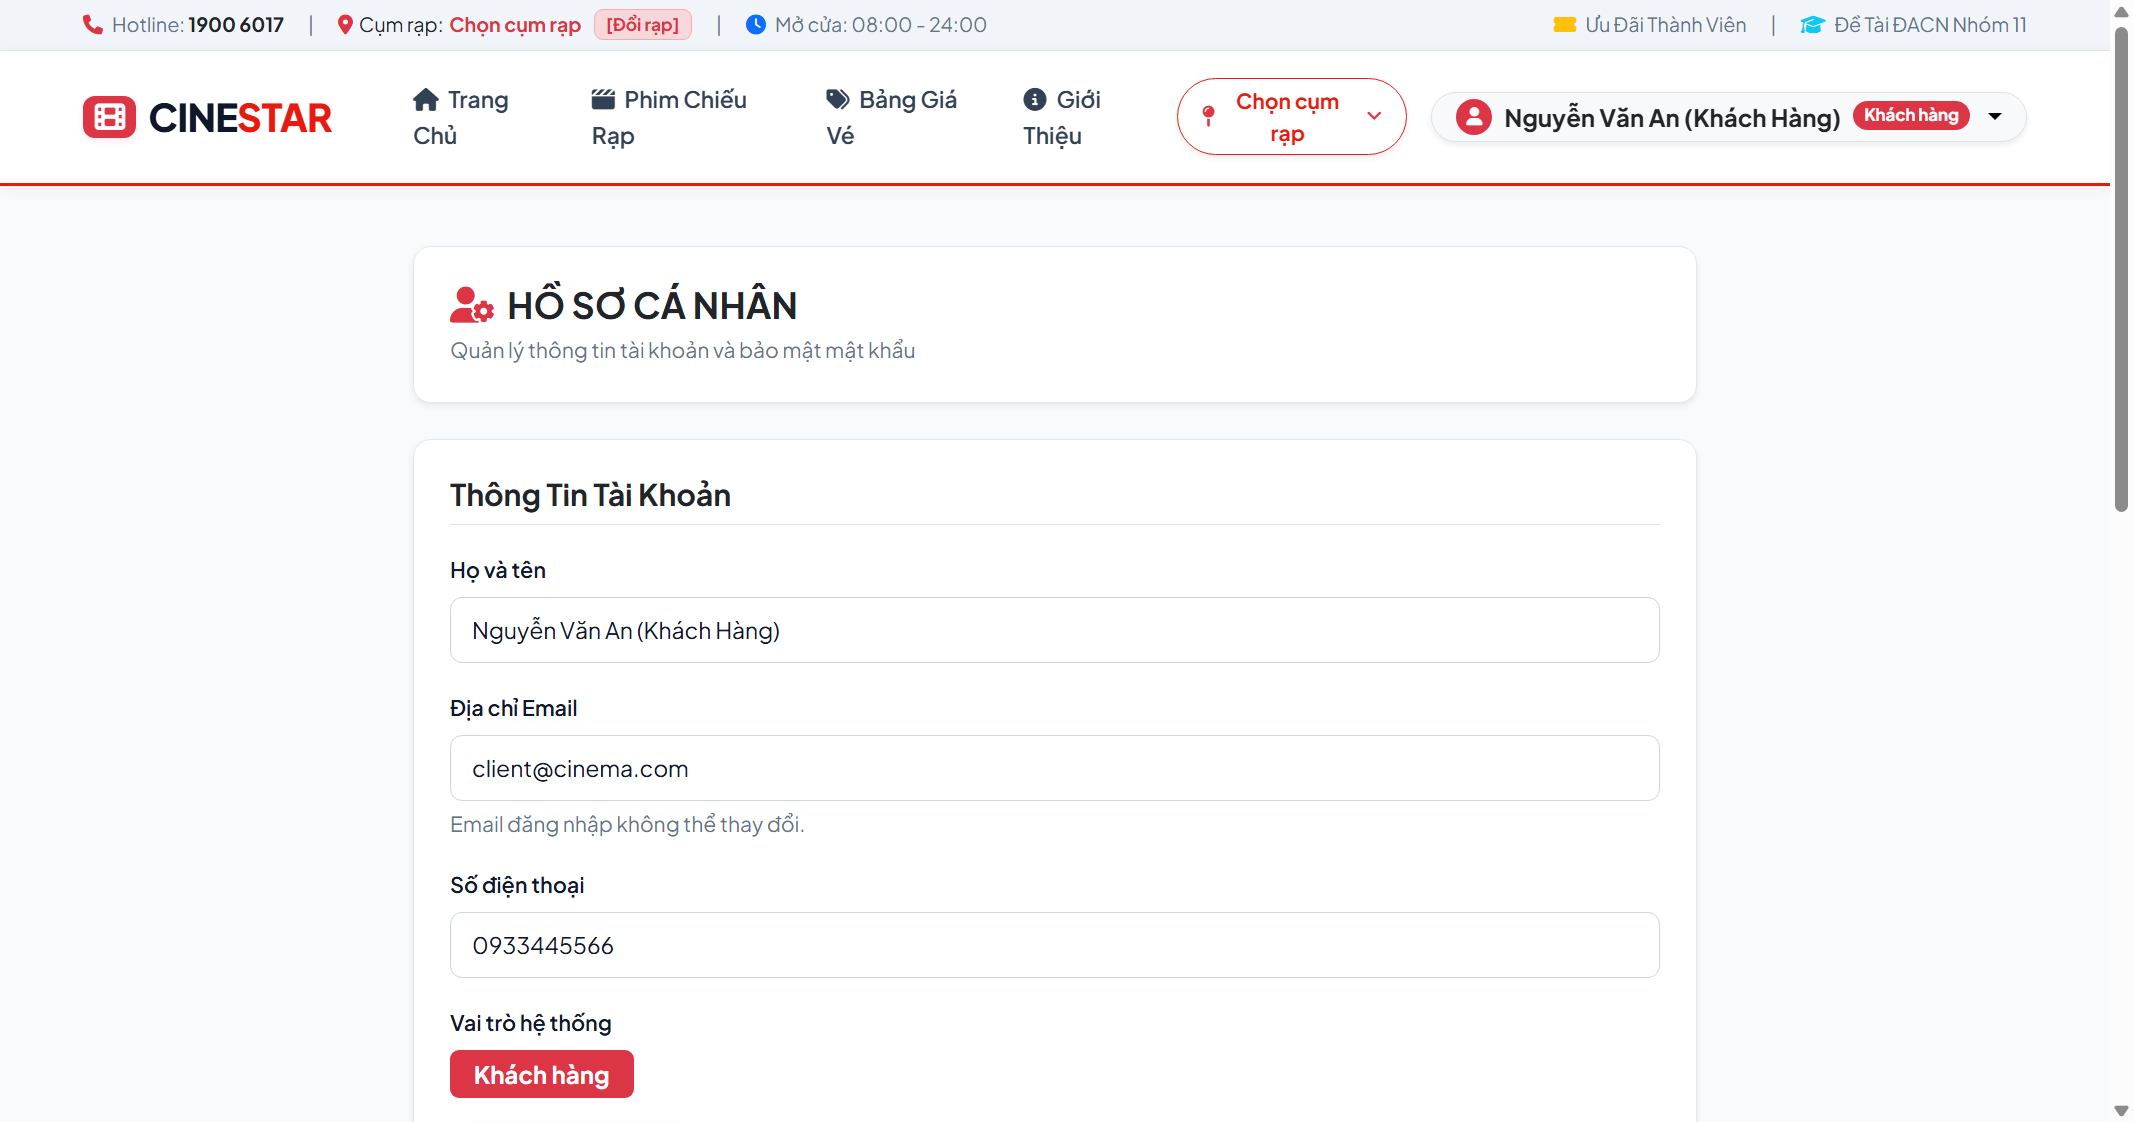 Hotline: 1900 6017 | Cụm rạp: Chọn cụm rạp [Đổi rạp] | Mở cửa: 08:00 - 24:00
Ưu Đãi Thành Viên | Đề Tài ĐACN Nhóm 11
CINESTAR
Trang Chủ
Phim Chiếu Rạp
Bảng Giá Vé
Giới Thiệu
Chọn cụm rạp
Nguyễn Văn An (Khách Hàng) Khách hàng
HỒ SƠ CÁ NHÂN
Quản lý thông tin tài khoản và bảo mật mật khẩu
Thông Tin Tài Khoản
Họ và tên
Nguyễn Văn An (Khách Hàng)
Địa chỉ Email
client@cinema.com
Email đăng nhập không thể thay đổi.
Số điện thoại
0933445566
Vai trò hệ thống
Khách hàng